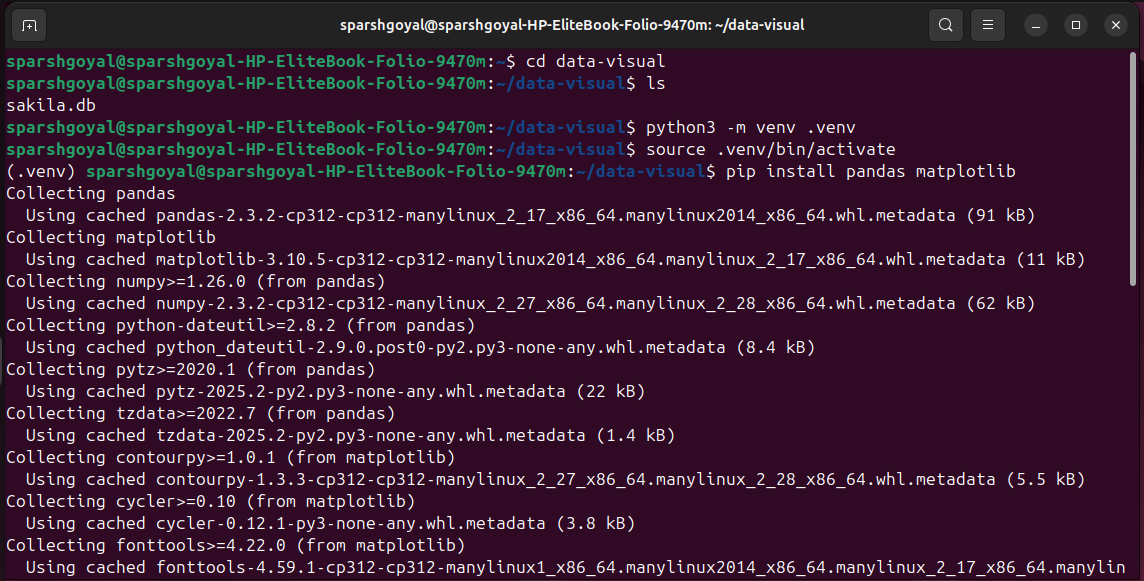 sparshgoyal@sparshgoyal-HP-EliteBook-Folio-9470m: ~/data-visual
sparshgoyal@sparshgoyal-HP-EliteBook-Folio-9470m:~$ cd data-visual
sparshgoyal@sparshgoyal-HP-EliteBook-Folio-9470m:~/data-visual$ ls
sakila.db
sparshgoyal@sparshgoyal-HP-EliteBook-Folio-9470m:~/data-visual$ python3 -m venv .venv
sparshgoyal@sparshgoyal-HP-EliteBook-Folio-9470m:~/data-visual$ source .venv/bin/activate
(.venv) sparshgoyal@sparshgoyal-HP-EliteBook-Folio-9470m:~/data-visual$ pip install pandas matplotlib
Collecting pandas
  Using cached pandas-2.3.2-cp312-cp312-manylinux_2_17_x86_64.manylinux2014_x86_64.whl.metadata (91 kB)
Collecting matplotlib
  Using cached matplotlib-3.10.5-cp312-cp312-manylinux2014_x86_64.manylinux_2_17_x86_64.whl.metadata (11 kB)
Collecting numpy>=1.26.0 (from pandas)
  Using cached numpy-2.3.2-cp312-cp312-manylinux_2_27_x86_64.manylinux_2_28_x86_64.whl.metadata (62 kB)
Collecting python-dateutil>=2.8.2 (from pandas)
  Using cached python_dateutil-2.9.0.post0-py2.py3-none-any.whl.metadata (8.4 kB)
Collecting pytz>=2020.1 (from pandas)
  Using cached pytz-2025.2-py2.py3-none-any.whl.metadata (22 kB)
Collecting tzdata>=2022.7 (from pandas)
  Using cached tzdata-2025.2-py2.py3-none-any.whl.metadata (1.4 kB)
Collecting contourpy>=1.0.1 (from matplotlib)
  Using cached contourpy-1.3.3-cp312-cp312-manylinux_2_27_x86_64.manylinux_2_28_x86_64.whl.metadata (5.5 kB)
Collecting cycler>=0.10 (from matplotlib)
  Using cached cycler-0.12.1-py3-none-any.whl.metadata (3.8 kB)
Collecting fonttools>=4.22.0 (from matplotlib)
  Using cached fonttools-4.59.1-cp312-cp312-manylinux1_x86_64.manylinux2014_x86_64.manylinux_2_17_x86_64.manylin